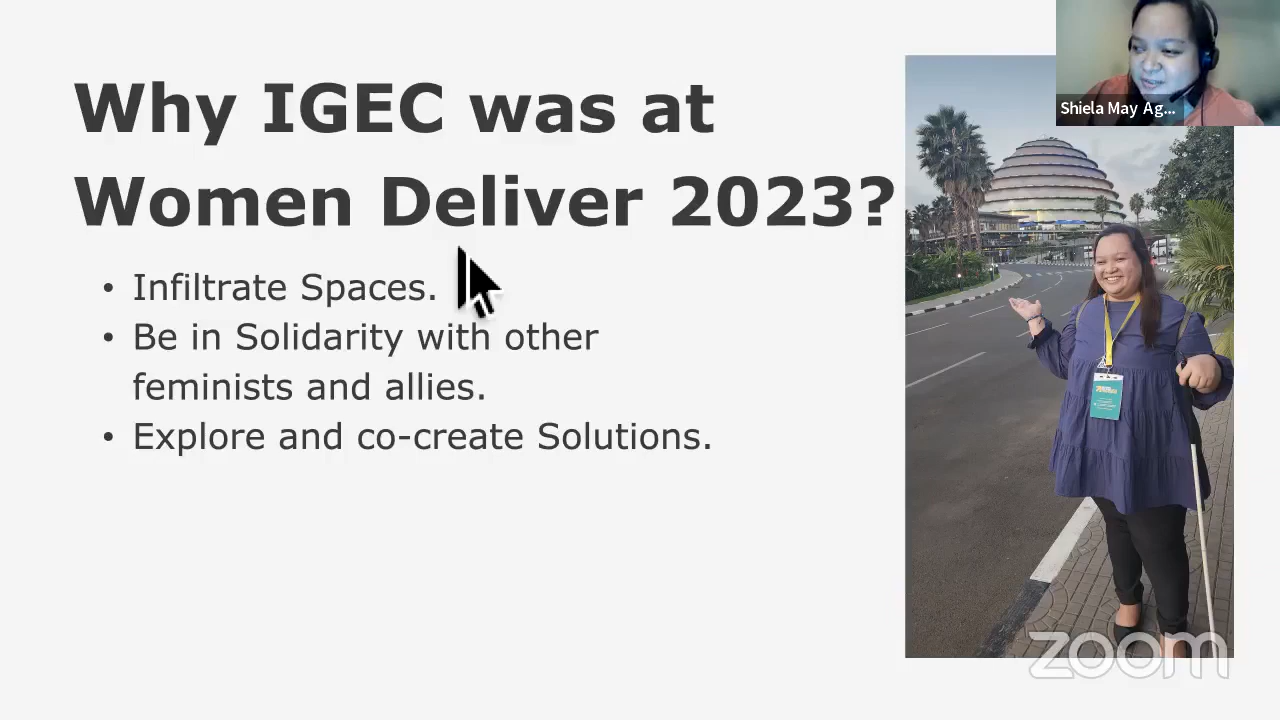 Why IGEC was at
Women Deliver 2023?
• Infiltrate Spaces.
• Be in Solidarity with other
feminists and allies.
• Explore and co-create Solutions.
Shiela May Ag...
zoom